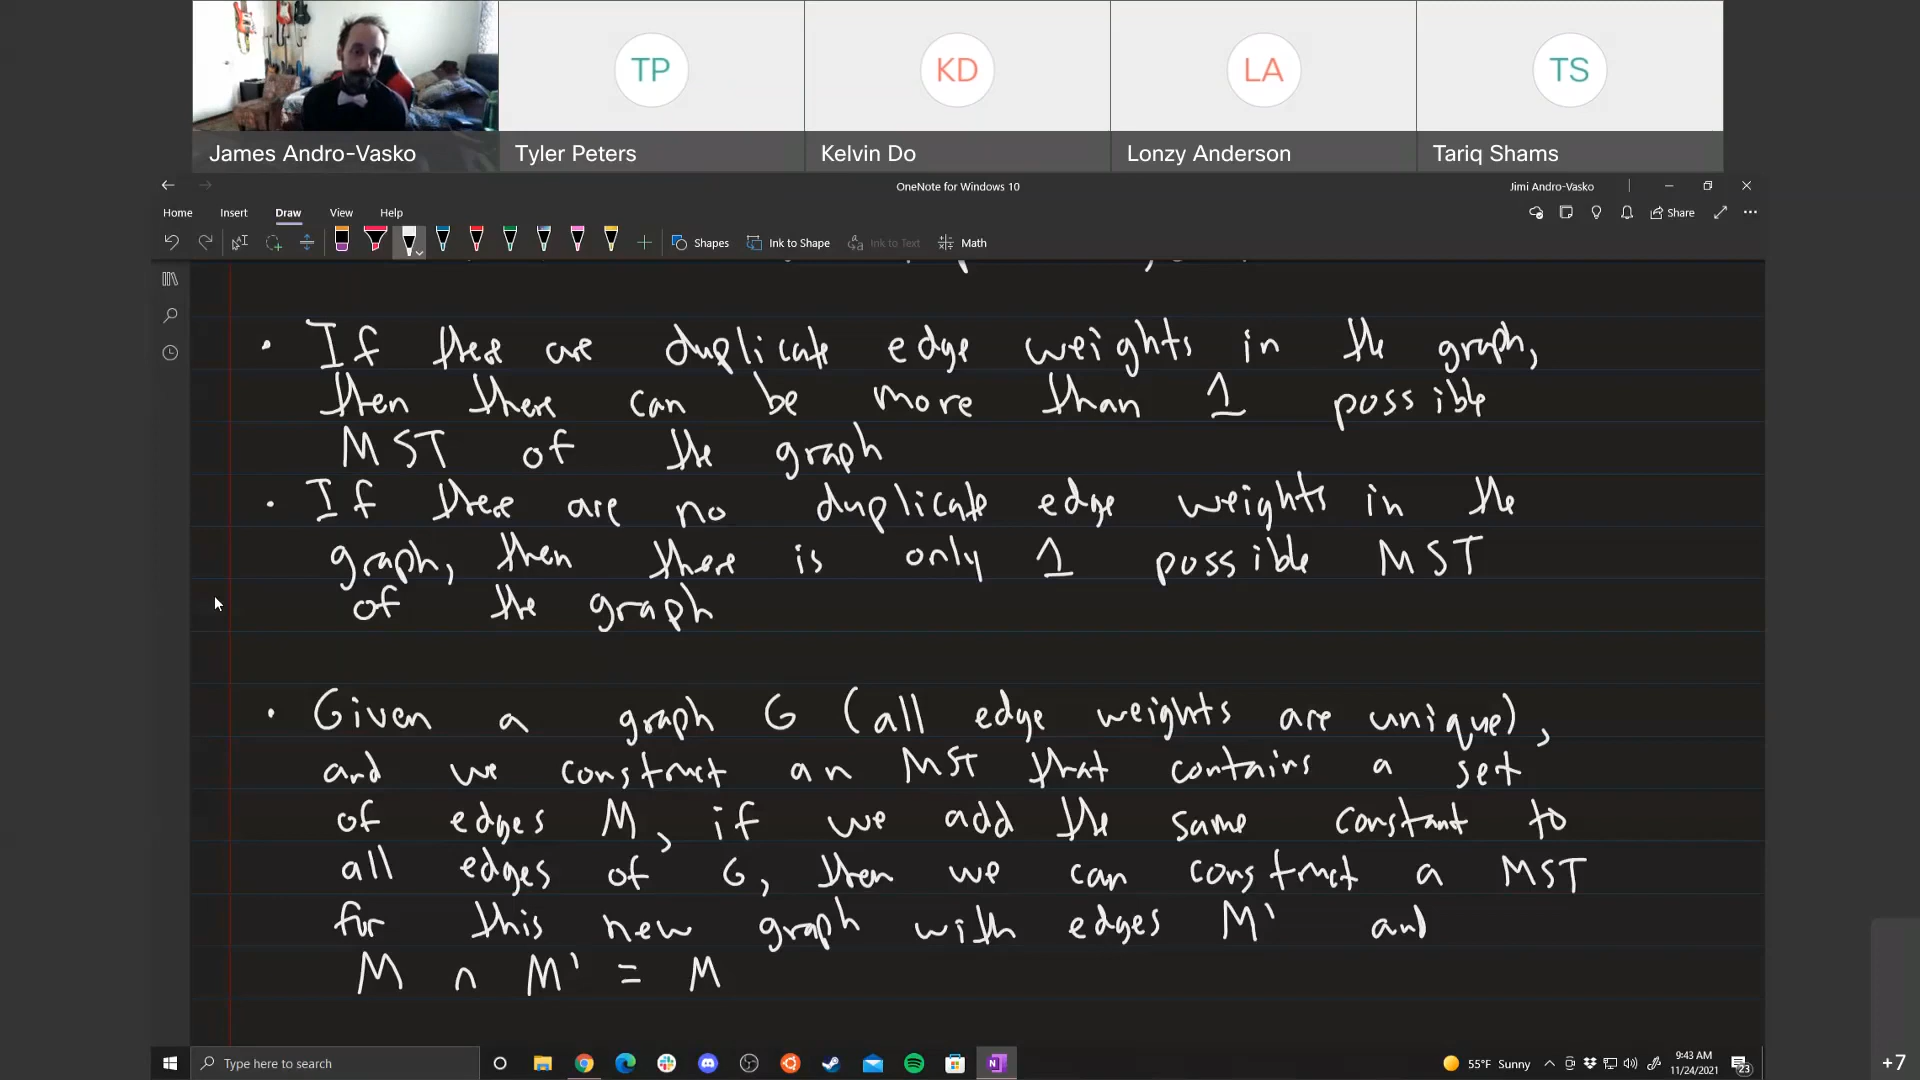 TP
KD
LA
TS
James Andro-Vasko
Tyler Peters
Kelvin Do
Lonzy Anderson
Tariq Shams
OneNote for Windows 10
Jimi Andro-Vasko
Home Insert Draw View Help
Share
Shapes Ink to Shape Ink to Text Math
• If there are duplicate edge weights in the graph,
then there can be more than 1 possible
MST of the graph
• If there are no duplicate edge weights in the
graph, then there is only 1 possible MST
of the graph
• Given a graph G (all edge weights are unique),
and we construct an MST that contains a set
of edges M, if we add the same constant to
all edges of G, then we can construct a MST
for this new graph with edges M' and
M ∩ M' = M
Type here to search
55°F Sunny
9:43 AM
11/24/2021
23
+7